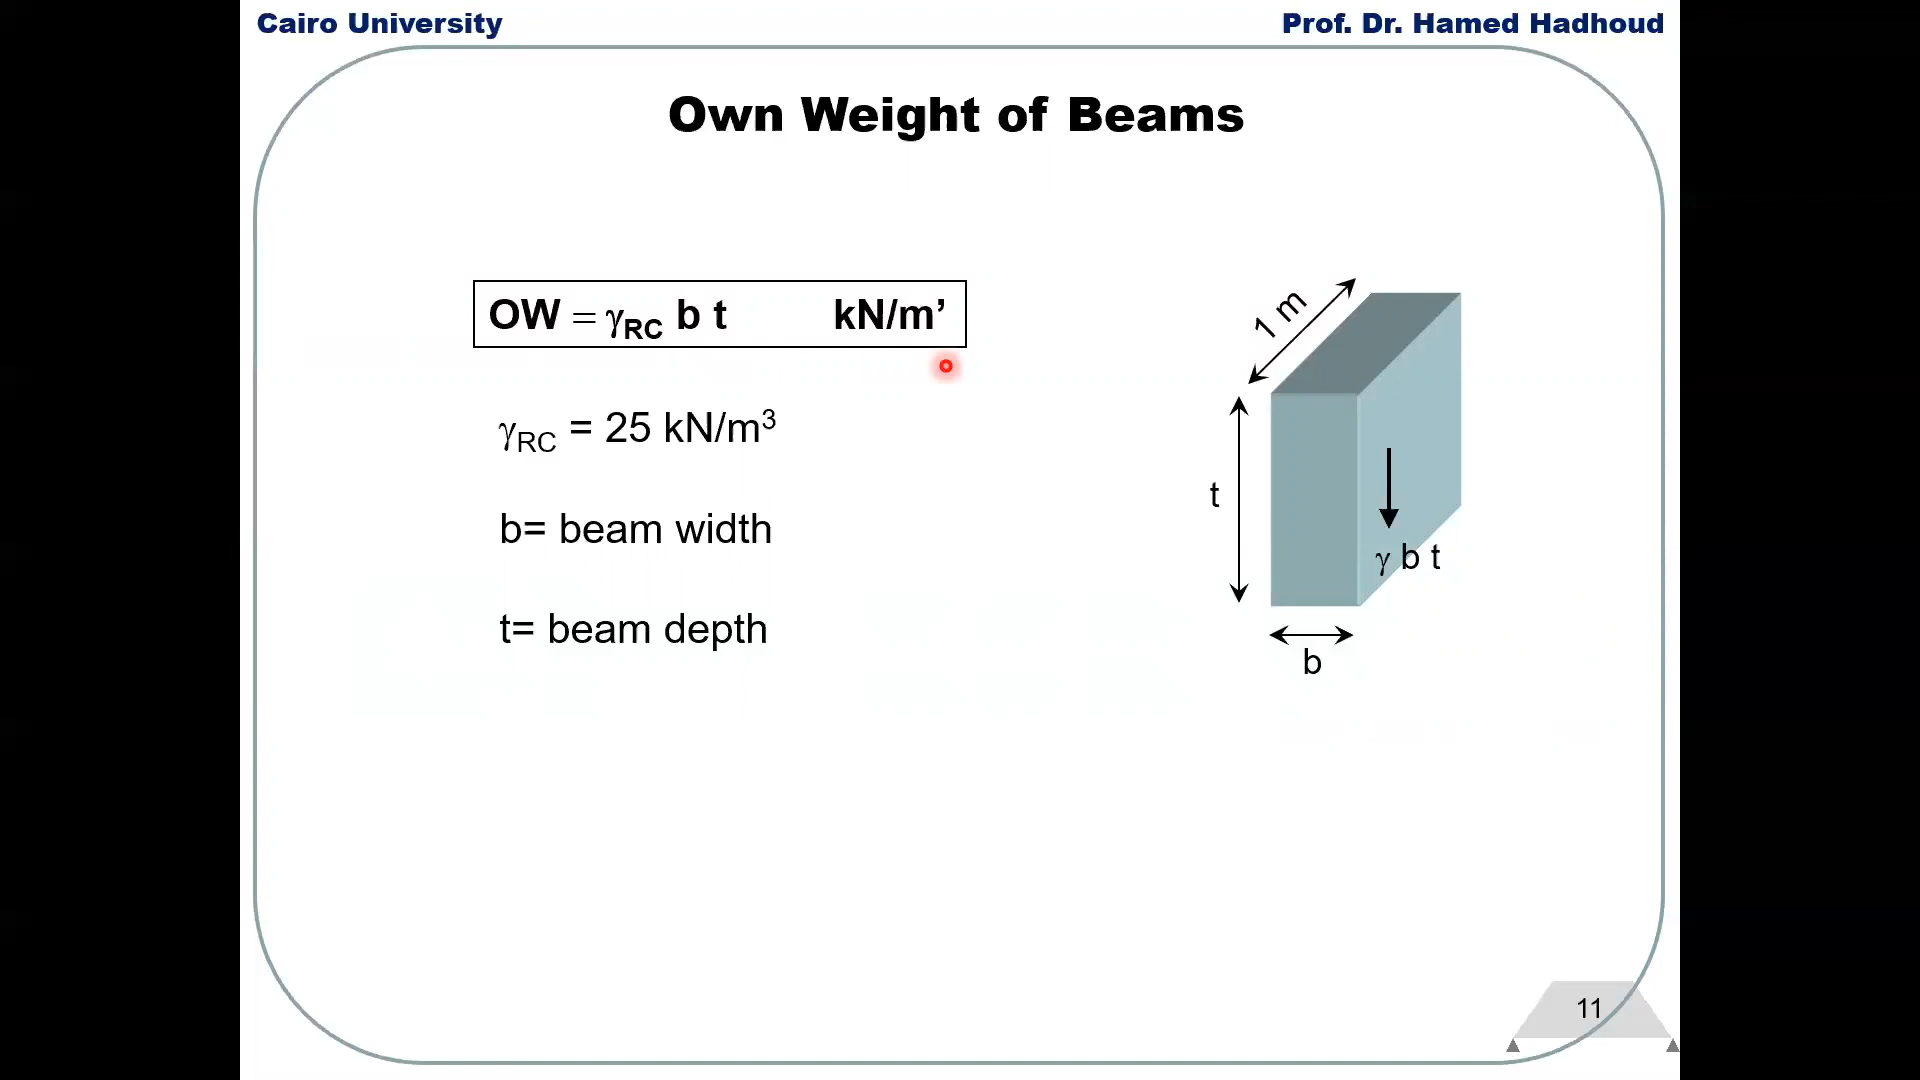 Cairo University
Prof. Dr. Hamed Hadhoud
Own Weight of Beams
OW = γRC b t kN/m’
γRC = 25 kN/m³
b= beam width
t= beam depth
1 m
t
γ b t
b
11